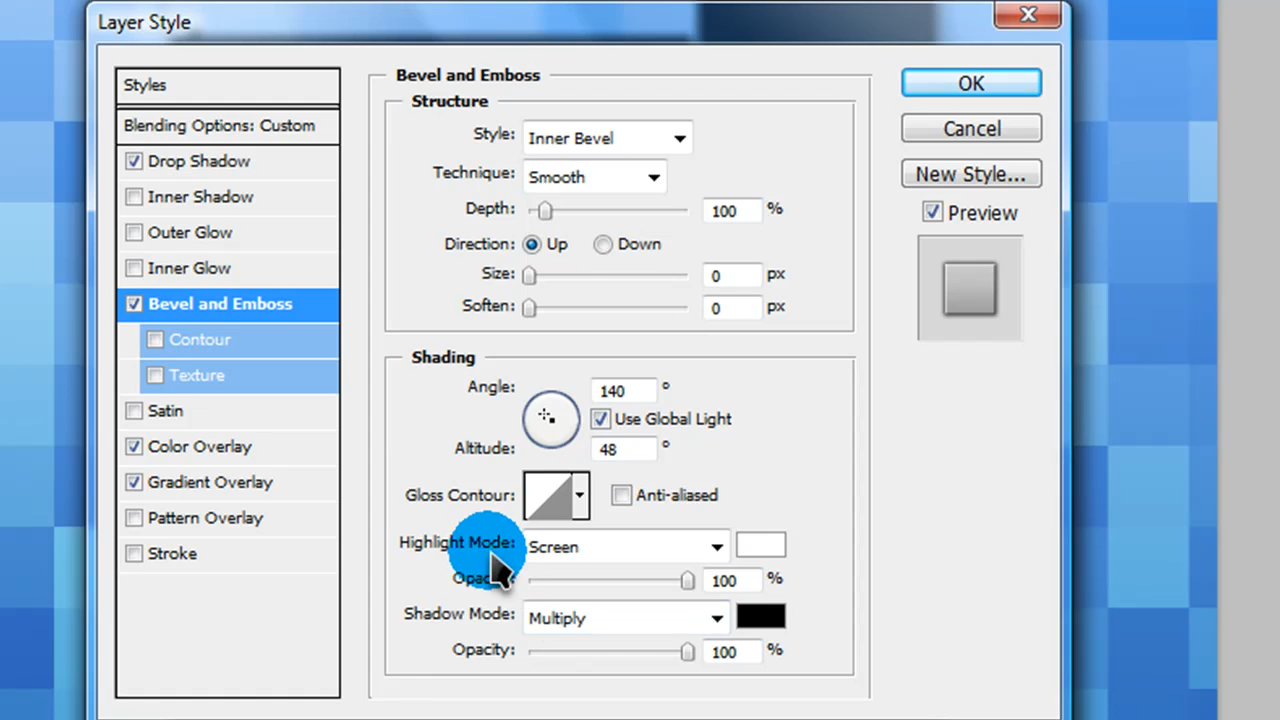 Layer Style
Styles
Blending Options: Custom
Drop Shadow
Inner Shadow
Outer Glow
Inner Glow
Bevel and Emboss
Contour
Texture
Satin
Color Overlay
Gradient Overlay
Pattern Overlay
Stroke
Bevel and Emboss
Structure
Style: Inner Bevel
Technique: Smooth
Depth: 100 %
Direction: Up Down
Size: 0 px
Soften: 0 px
Shading
Angle: 140 °
Use Global Light
Altitude: 48 °
Gloss Contour: Anti-aliased
Highlight Mode: Screen
Opacity: 100 %
Shadow Mode: Multiply
Opacity: 100 %
OK
Cancel
New Style...
Preview